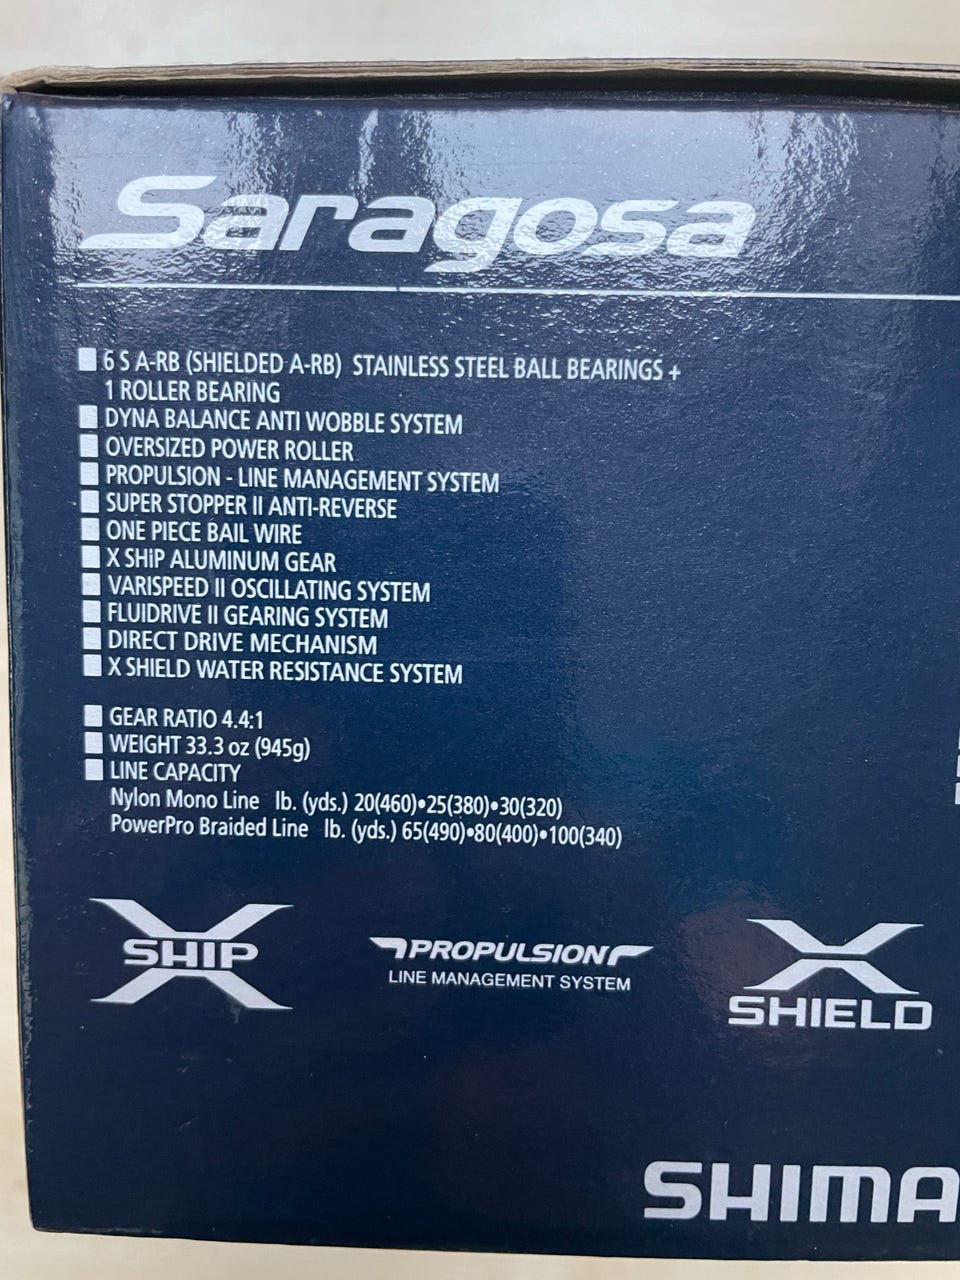 Saragosa
6 S A-RB (SHIELDED A-RB) STAINLESS STEEL BALL BEARINGS +
1 ROLLER BEARING
DYNA BALANCE ANTI WOBBLE SYSTEM
OVERSIZED POWER ROLLER
PROPULSION - LINE MANAGEMENT SYSTEM
SUPER STOPPER II ANTI-REVERSE
ONE PIECE BAIL WIRE
X SHiP ALUMINUM GEAR
VARISPEED II OSCILLATING SYSTEM
FLUIDRIVE II GEARING SYSTEM
DIRECT DRIVE MECHANISM
X SHIELD WATER RESISTANCE SYSTEM
GEAR RATIO 4.4:1
WEIGHT 33.3 oz (945g)
LINE CAPACITY
Nylon Mono Line lb. (yds.) 20(460)•25(380)•30(320)
PowerPro Braided Line lb. (yds.) 65(490)•80(400)•100(340)
X SHIP
PROPULSION
LINE MANAGEMENT SYSTEM
X
SHIELD
SHIMA